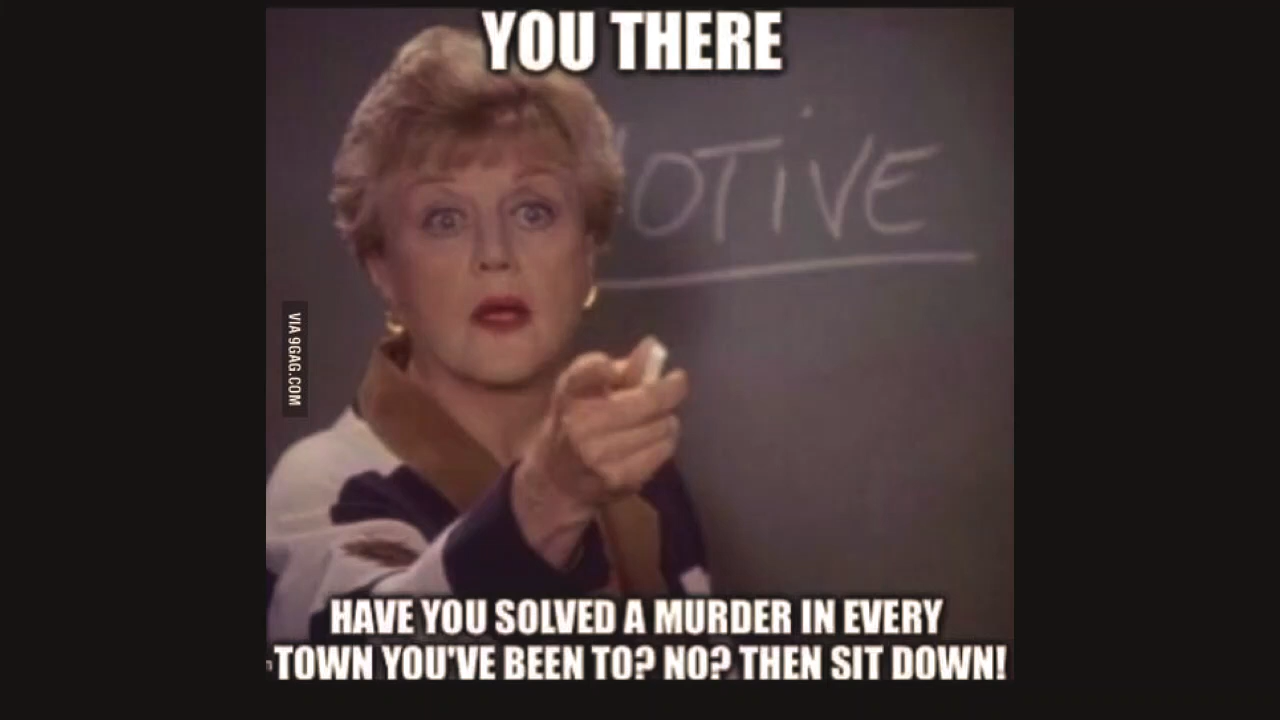 YOU THERE
OTiVE
VIA 9GAG.COM
HAVE YOU SOLVED A MURDER IN EVERY
TOWN YOU'VE BEEN TO? NO? THEN SIT DOWN!